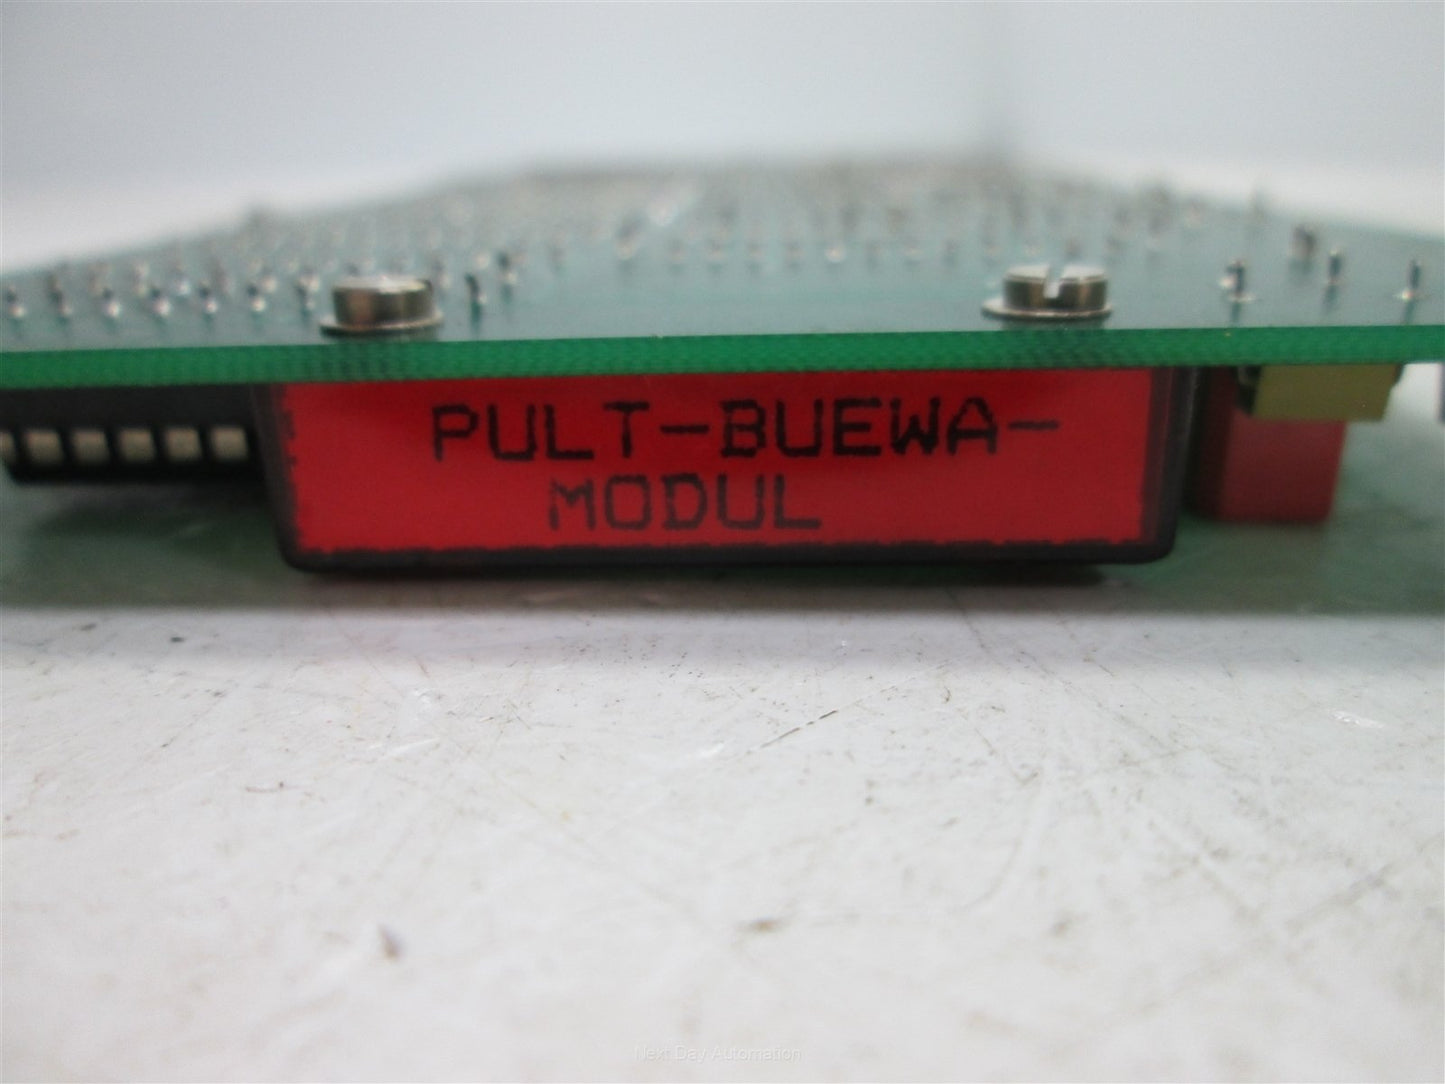 PULT-BUEWA-
MODUL
Next Day Automation